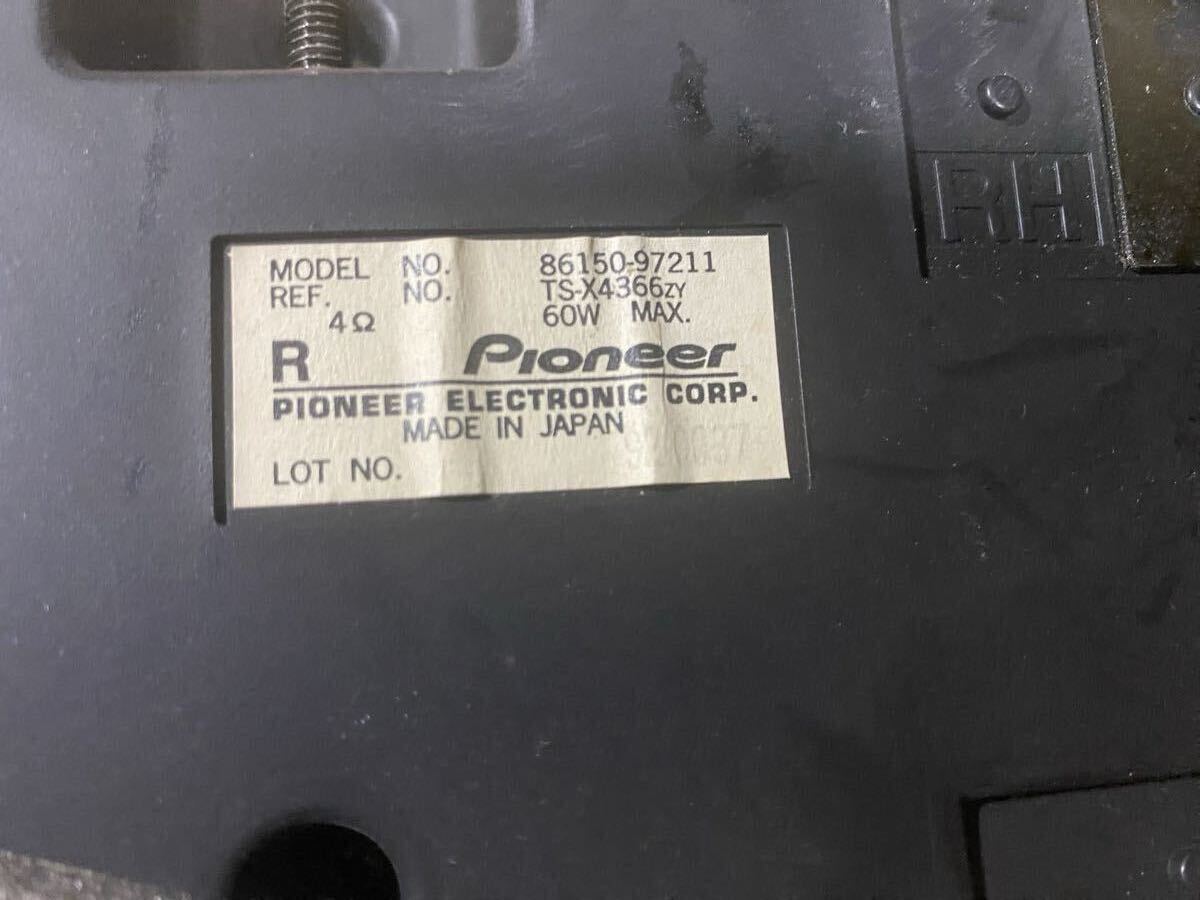 RH
MODEL NO. 86150-97211
REF. NO. TS-X4366ZY
4Ω 60W MAX.
R Pioneer
PIONEER ELECTRONIC CORP.
MADE IN JAPAN
LOT NO.